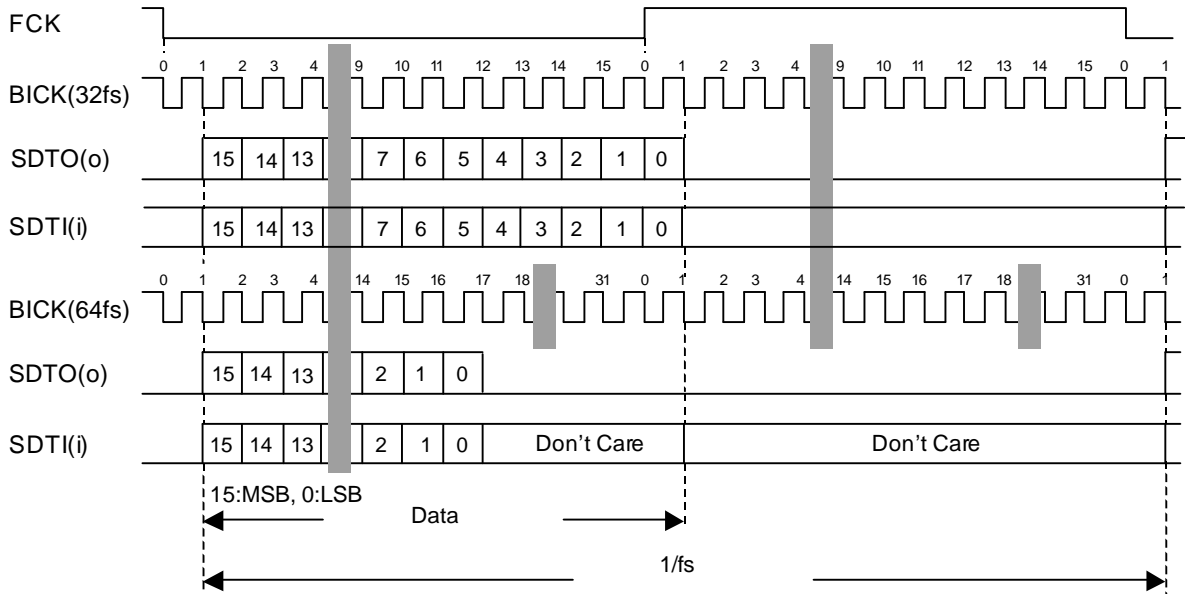 FCK
0 1 2 3 4 9 10 11 12 13 14 15 0 1 2 3 4 9 10 11 12 13 14 15 0 1
BICK(32fs)
SDTO(o) 15 14 13 7 6 5 4 3 2 1 0
SDTI(i) 15 14 13 7 6 5 4 3 2 1 0
0 1 2 3 4 14 15 16 17 18 31 0 1 2 3 4 14 15 16 17 18 31 0 1
BICK(64fs)
SDTO(o) 15 14 13 2 1 0
SDTI(i) 15 14 13 2 1 0 Don't Care Don't Care
15:MSB, 0:LSB
Data
1/fs